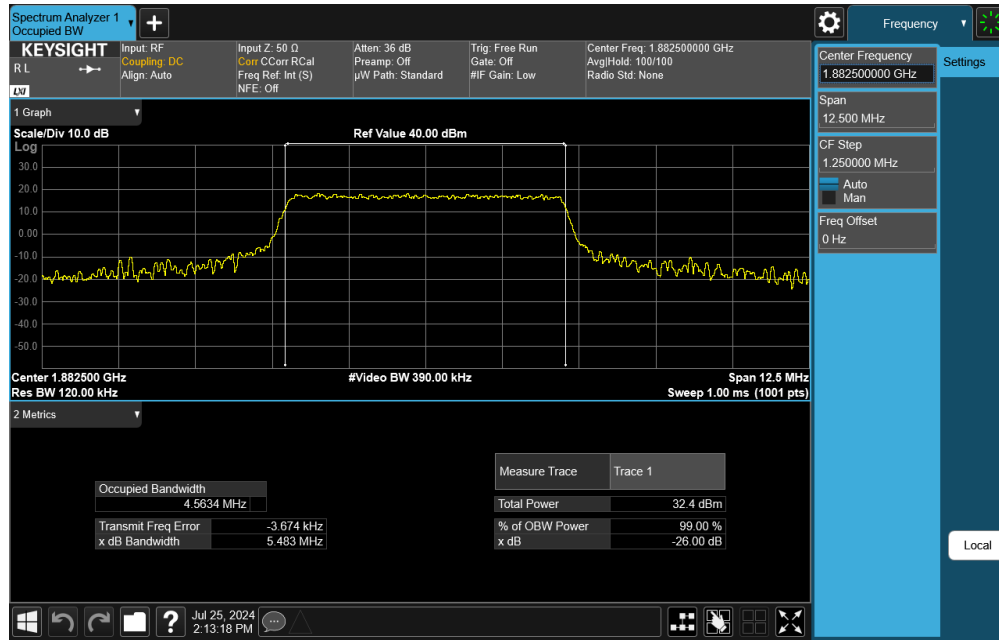 Spectrum Analyzer 1
Occupied BW
+
Frequency
KEYSIGHT
R L
LXI
Input: RF
Coupling: DC
Align: Auto
Input Z: 50 Ω
Corr CCorr RCal
Freq Ref: Int (S)
NFE: Off
Atten: 36 dB
Preamp: Off
µW Path: Standard
Trig: Free Run
Gate: Off
#IF Gain: Low
Center Freq: 1.882500000 GHz
Avg|Hold: 100/100
Radio Std: None
Center Frequency
1.882500000 GHz
Settings
Span
12.500 MHz
CF Step
1.250000 MHz
Auto
Man
Freq Offset
0 Hz
1 Graph
Scale/Div 10.0 dB
Ref Value 40.00 dBm
Log
30.0
20.0
10.0
0.00
-10.0
-20.0
-30.0
-40.0
-50.0
Center 1.882500 GHz
#Video BW 390.00 kHz
Span 12.5 MHz
Res BW 120.00 kHz
Sweep 1.00 ms (1001 pts)
2 Metrics
Measure Trace
Trace 1
Occupied Bandwidth
4.5634 MHz
Total Power
32.4 dBm
Transmit Freq Error
-3.674 kHz
% of OBW Power
99.00 %
x dB Bandwidth
5.483 MHz
x dB
-26.00 dB
Local
?
Jul 25, 2024
2:13:18 PM